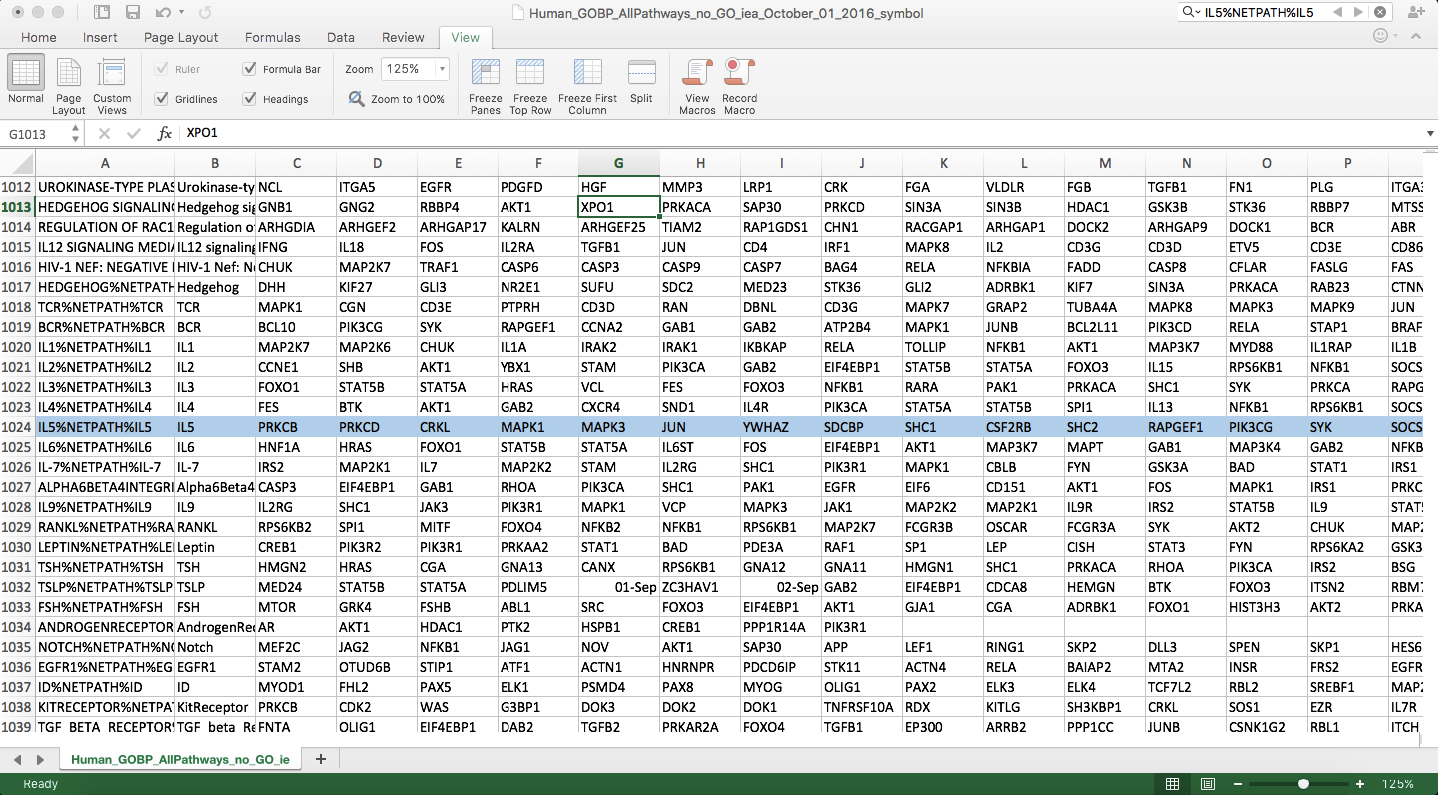 Human_GOBP_AllPathways_no_GO_iea_October_01_2016_symbol IL5%NETPATH%IL5
Home Insert Page Layout Formulas Data Review View
Normal Page Layout Custom Views Ruler Formula Bar Gridlines Headings Zoom 125% Zoom to 100% Freeze Panes Freeze Top Row Freeze First Column Split View Macros Record Macro
G1013 fx XPO1
A B C D E F G H I J K L M N O P
1012 UROKINASE-TYPE PLAS Urokinase-ty NCL ITGA5 EGFR PDGFD HGF MMP3 LRP1 CRK FGA VLDLR FGB TGFB1 FN1 PLG ITGA3
1013 HEDGEHOG SIGNALING Hedgehog sig GNB1 GNG2 RBBP4 AKT1 XPO1 PRKACA SAP30 PRKCD SIN3A SIN3B HDAC1 GSK3B STK36 RBBP7 MTSS
1014 REGULATION OF RAC1 Regulation of ARHGDIA ARHGEF2 ARHGAP17 KALRN ARHGEF25 TIAM2 RAP1GDS1 CHN1 RACGAP1 ARHGAP1 DOCK2 ARHGAP9 DOCK1 BCR ABR
1015 IL12 SIGNALING MEDIA IL12 signaling IFNG IL18 FOS IL2RA TGFB1 JUN CD4 IRF1 MAPK8 IL2 CD3G CD3D ETV5 CD3E CD86
1016 HIV-1 NEF: NEGATIVE HIV-1 Nef: Ne CHUK MAP2K7 TRAF1 CASP6 CASP3 CASP9 CASP7 BAG4 RELA NFKBIA FADD CASP8 CFLAR FASLG FAS
1017 HEDGEHOG%NETPATH Hedgehog DHH KIF27 GLI3 NR2E1 SUFU SDC2 MED23 STK36 GLI2 ADRBK1 KIF7 SIN3A PRKACA RAB23 CTNN
1018 TCR%NETPATH%TCR TCR MAPK1 CGN CD3E PTPRH CD3D RAN DBNL CD3G MAPK7 GRAP2 TUBA4A MAPK8 MAPK3 MAPK9 JUN
1019 BCR%NETPATH%BCR BCR BCL10 PIK3CG SYK RAPGEF1 CCNA2 GAB1 GAB2 ATP2B4 MAPK1 JUNB BCL2L11 PIK3CD RELA STAP1 BRAF
1020 IL1%NETPATH%IL1 IL1 MAP2K7 MAP2K6 CHUK IL1A IRAK2 IRAK1 IKBKAP RELA TOLLIP NFKB1 AKT1 MAP3K7 MYD88 IL1RAP IL1B
1021 IL2%NETPATH%IL2 IL2 CCNE1 SHB AKT1 YBX1 STAM PIK3CA GAB2 EIF4EBP1 STAT5B STAT5A FOXO3 IL15 RPS6KB1 NFKB1 SOCS
1022 IL3%NETPATH%IL3 IL3 FOXO1 STAT5B STAT5A HRAS VCL FES FOXO3 NFKB1 RARA PAK1 PRKACA SHC1 SYK PRKCA RAPG
1023 IL4%NETPATH%IL4 IL4 FES BTK AKT1 GAB2 CXCR4 SND1 IL4R PIK3CA STAT5A STAT5B SPI1 IL13 NFKB1 RPS6KB1 SOCS
1024 IL5%NETPATH%IL5 IL5 PRKCB PRKCD CRKL MAPK1 MAPK3 JUN YWHAZ SDCBP SHC1 CSF2RB SHC2 RAPGEF1 PIK3CG SYK SOCS
1025 IL6%NETPATH%IL6 IL6 HNF1A HRAS FOXO1 STAT5B STAT5A IL6ST FOS EIF4EBP1 AKT1 MAP3K7 MAPT GAB1 MAP3K4 GAB2 NFKB
1026 IL-7%NETPATH%IL-7 IL-7 IRS2 MAP2K1 IL7 MAP2K2 STAM IL2RG SHC1 PIK3R1 MAPK1 CBLB FYN GSK3A BAD STAT1 IRS1
1027 ALPHA6BETA4INTEGRI Alpha6Beta4 CASP3 EIF4EBP1 GAB1 RHOA PIK3CA SHC1 PAK1 EGFR EIF6 CD151 AKT1 FOS MAPK1 IRS1 PRKC
1028 IL9%NETPATH%IL9 IL9 IL2RG SHC1 JAK3 PIK3R1 MAPK1 VCP MAPK3 JAK1 MAP2K2 MAP2K1 IL9R IRS2 STAT5B IL9 STAT5
1029 RANKL%NETPATH%RA RANKL RPS6KB2 SPI1 MITF FOXO4 NFKB2 NFKB1 RPS6KB1 MAP2K7 FCGR3B OSCAR FCGR3A SYK AKT2 CHUK MAP2
1030 LEPTIN%NETPATH%LE Leptin CREB1 PIK3R2 PIK3R1 PRKAA2 STAT1 BAD PDE3A RAF1 SP1 LEP CISH STAT3 FYN RPS6KA2 GSK3
1031 TSH%NETPATH%TSH TSH HMGN2 HRAS CGA GNA13 CANX RPS6KB1 GNA12 GNA11 HMGN1 SHC1 PRKACA RHOA PIK3CA IRS2 BSG
1032 TSLP%NETPATH%TSLP TSLP MED24 STAT5B STAT5A PDLIM5 01-Sep ZC3HAV1 02-Sep GAB2 EIF4EBP1 CDCA8 HEMGN BTK FOXO3 ITSN2 RBM7
1033 FSH%NETPATH%FSH FSH MTOR GRK4 FSHB ABL1 SRC FOXO3 EIF4EBP1 AKT1 GJA1 CGA ADRBK1 FOXO1 HIST3H3 AKT2 PRKA
1034 ANDROGENRECEPTOR AndrogenRec AR AKT1 HDAC1 PTK2 HSPB1 CREB1 PPP1R14A PIK3R1
1035 NOTCH%NETPATH%NO Notch MEF2C JAG2 NFKB1 JAG1 NOV AKT1 SAP30 APP LEF1 RING1 SKP2 DLL3 SPEN SKP1 HES6
1036 EGFR1%NETPATH%EG EGFR1 STAM2 OTUD6B STIP1 ATF1 ACTN1 HNRNPR PDCD6IP STK11 ACTN4 RELA BAIAP2 MTA2 INSR FRS2 EGFR
1037 ID%NETPATH%ID ID MYOD1 FHL2 PAX5 ELK1 PSMD4 PAX8 MYOG OLIG1 PAX2 ELK3 ELK4 TCF7L2 RBL2 SREBF1 MAP2
1038 KITRECEPTOR%NETPA KitReceptor PRKCB CDK2 WAS G3BP1 DOK3 DOK2 DOK1 TNFRSF10A RDX KITLG SH3KBP1 CRKL SOS1 EZR IL7R
1039 TGF_BETA_RECEPTOR TGF_beta_Re FNTA OLIG1 EIF4EBP1 DAB2 TGFB2 PRKAR2A FOXO4 TGFB1 EP300 ARRB2 PPP1CC JUNB CSNK1G2 RBL1 ITCH
Human_GOBP_AllPathways_no_GO_ie +
Ready 125%